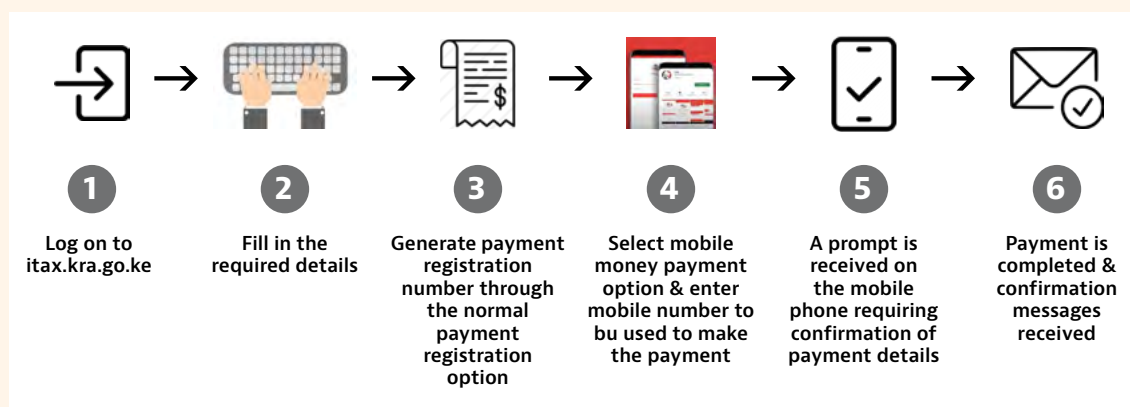 1
Log on to
itax.kra.go.ke
2
Fill in the
required details
$
3
Generate payment
registration
number through
the normal
payment
registration
option
4
Select mobile
money payment
option & enter
mobile number to
bu used to make
the payment
5
A prompt is
received on
the mobile
phone requiring
confirmation of
payment details
6
Payment is
completed &
confirmation
messages
received